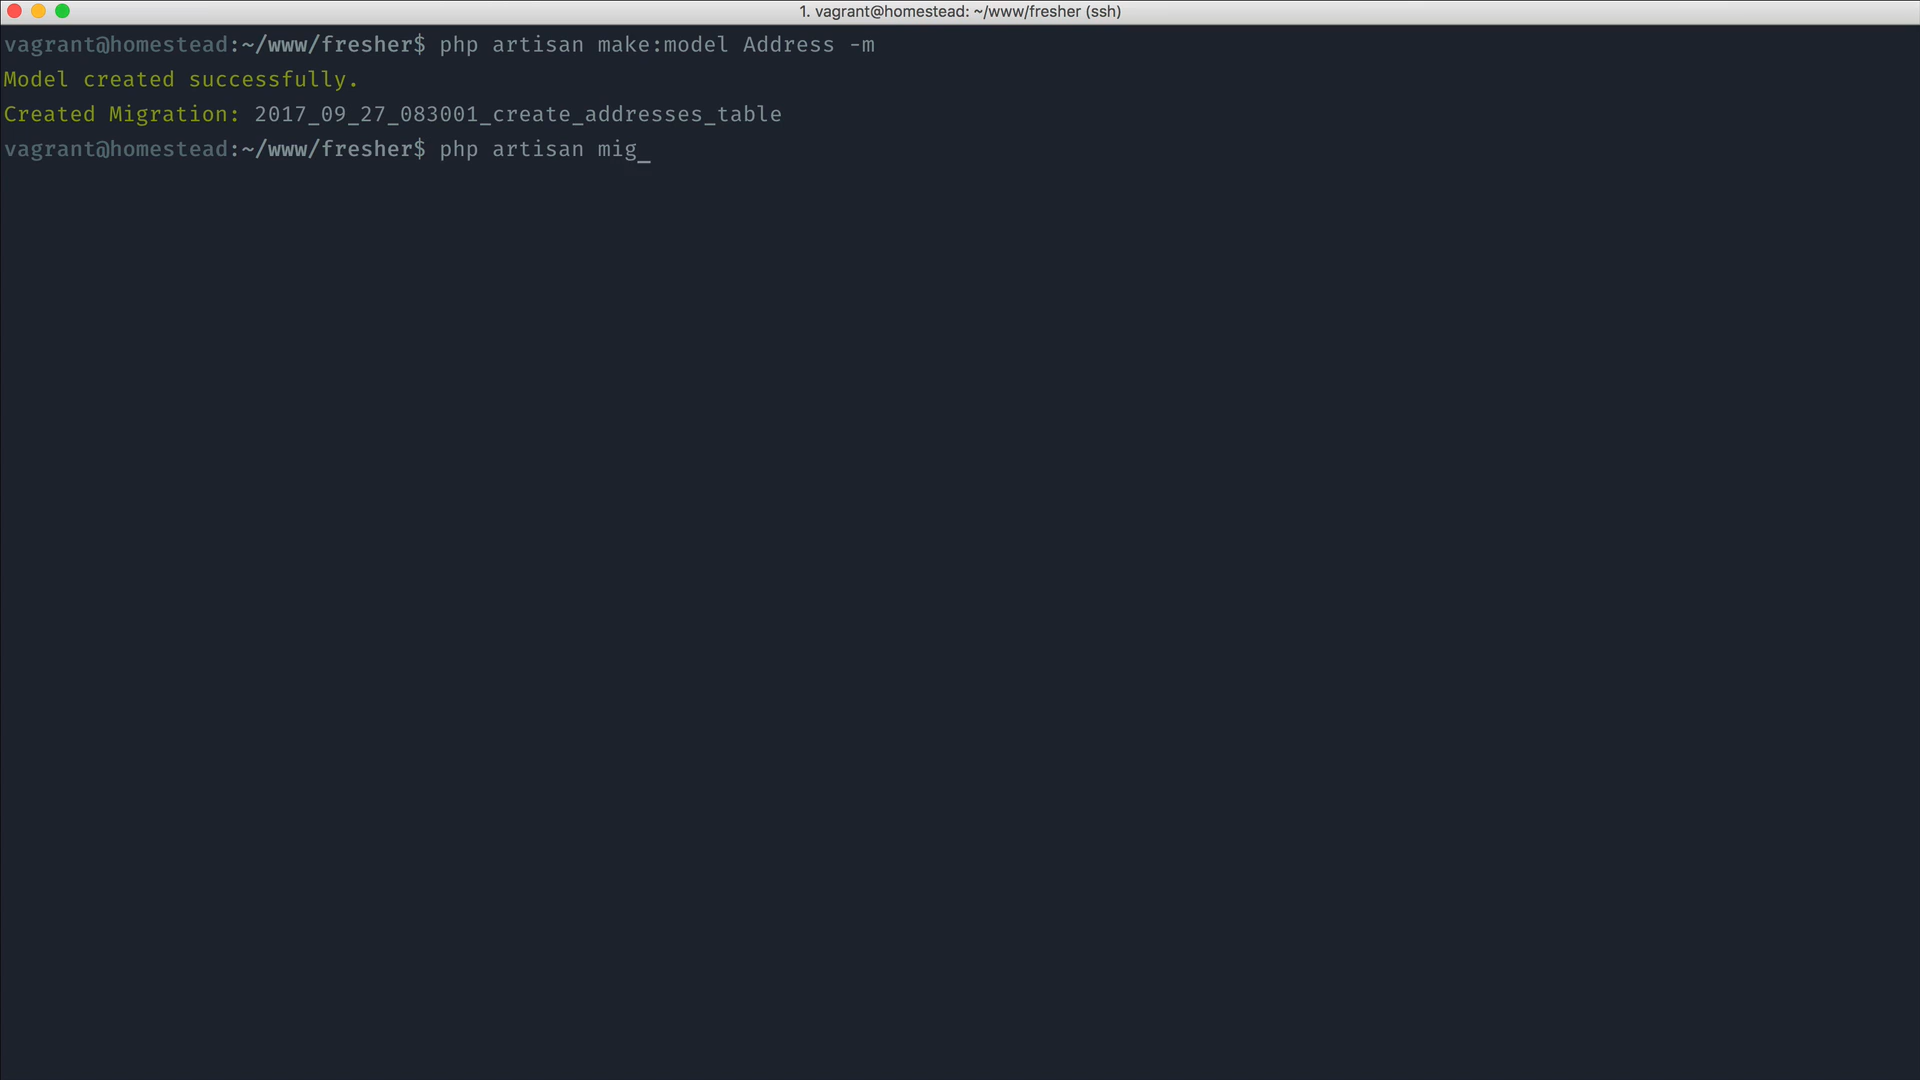 1. vagrant@homestead: ~/www/fresher (ssh)
vagrant@homestead:~/www/fresher$ php artisan make:model Address -m
Model created successfully.
Created Migration: 2017_09_27_083001_create_addresses_table
vagrant@homestead:~/www/fresher$ php artisan mig_